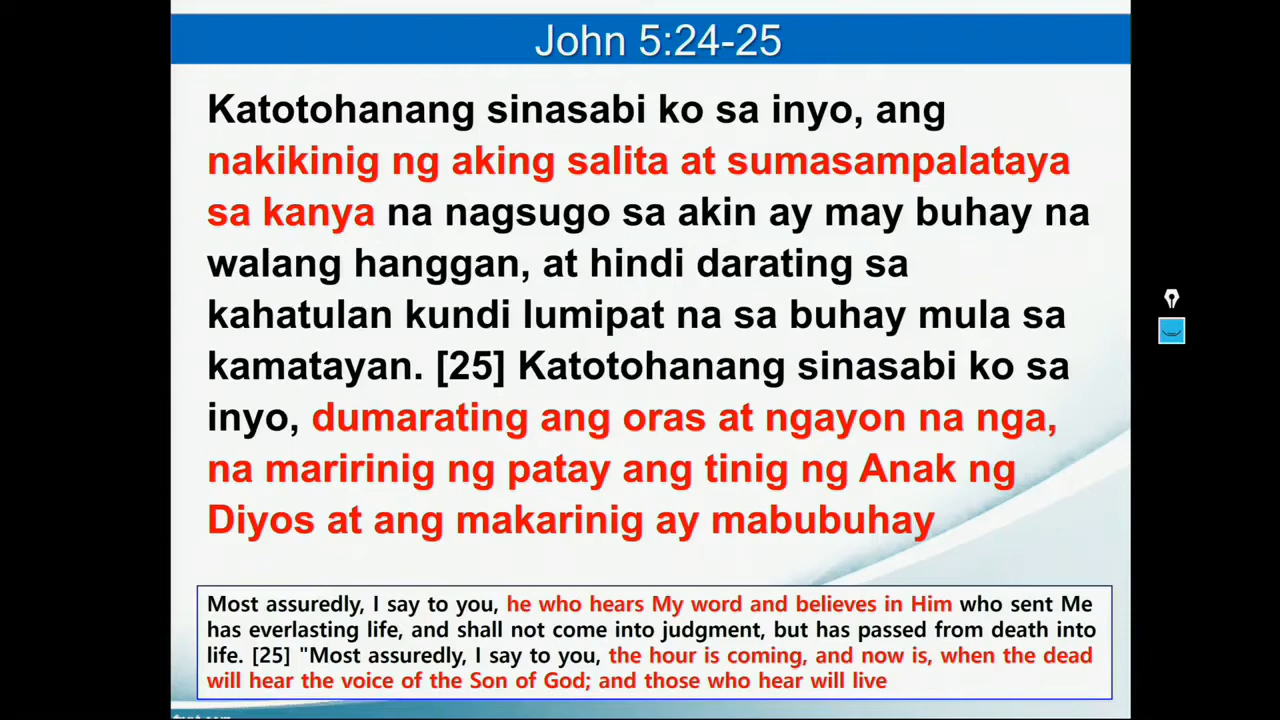 John 5:24-25
Katotohanang sinasabi ko sa inyo, ang
nakikinig ng aking salita at sumasampalataya
sa kanya na nagsugo sa akin ay may buhay na
walang hanggan, at hindi darating sa
kahatulan kundi lumipat na sa buhay mula sa
kamatayan. [25] Katotohanang sinasabi ko sa
inyo, dumarating ang oras at ngayon na nga,
na maririnig ng patay ang tinig ng Anak ng
Diyos at ang makarinig ay mabubuhay
Most assuredly, I say to you, he who hears My word and believes in Him who sent Me
has everlasting life, and shall not come into judgment, but has passed from death into
life. [25] "Most assuredly, I say to you, the hour is coming, and now is, when the dead
will hear the voice of the Son of God; and those who hear will live